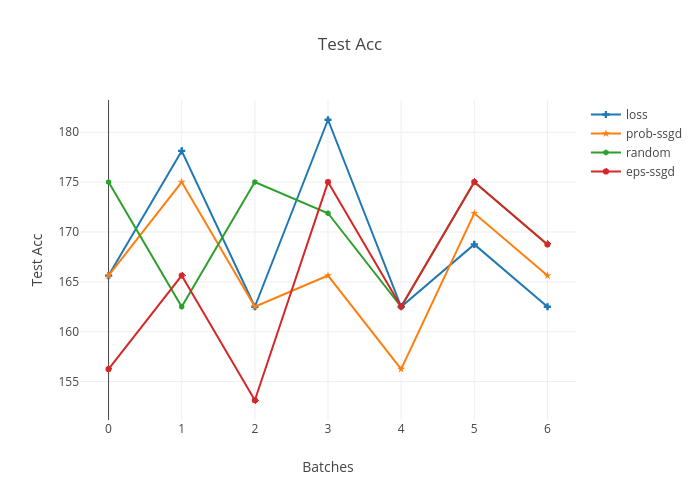 Test Acc
loss
prob-ssgd
random
eps-ssgd
Test Acc
180
175
170
165
160
155
0 1 2 3 4 5 6
Batches